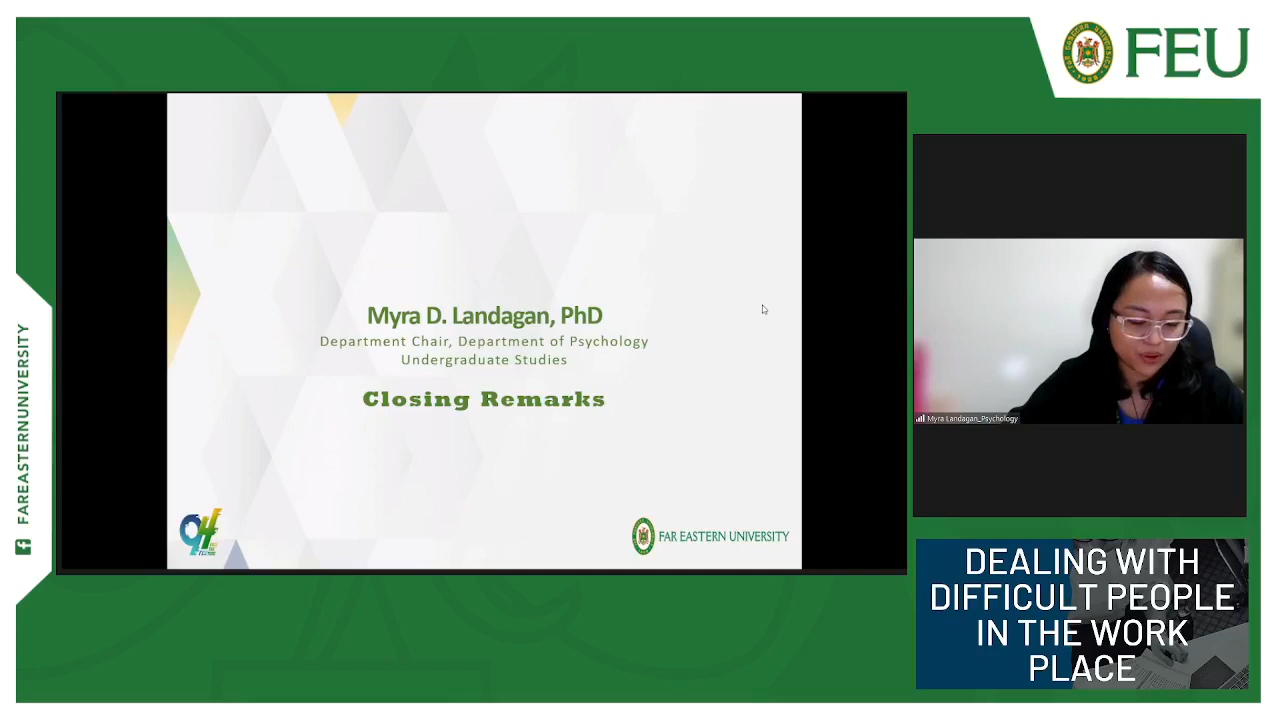 FEU
FAREASTERNUNIVERSITY
Myra D. Landagan, PhD
Department Chair, Department of Psychology
Undergraduate Studies
Closing Remarks
94
FAR EASTERN UNIVERSITY
Myra Landagan_Psychology
DEALING WITH
DIFFICULT PEOPLE
IN THE WORK
PLACE